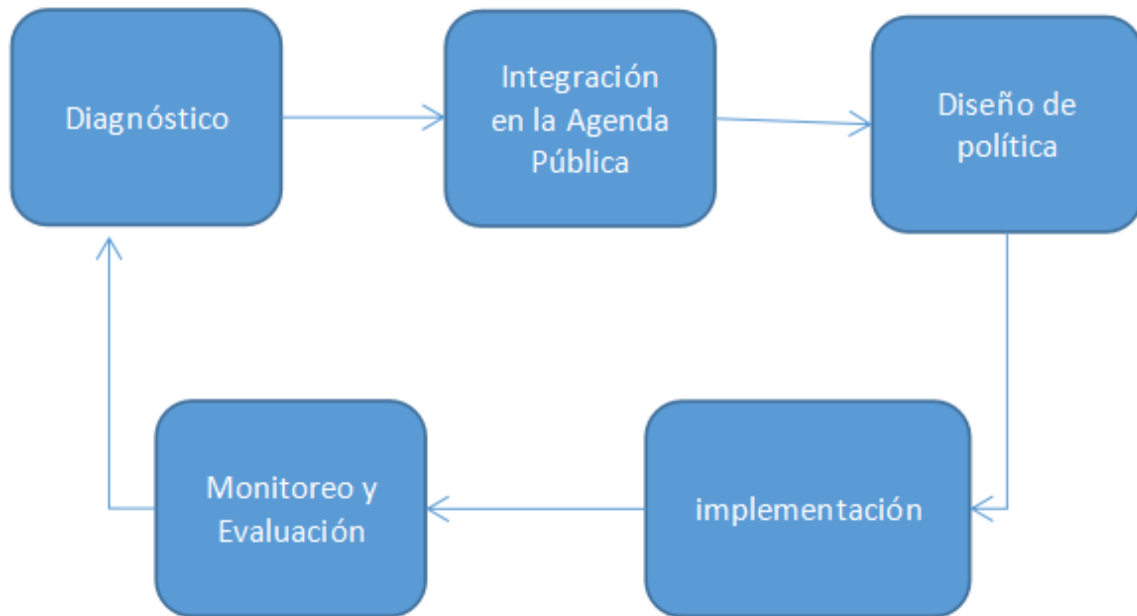 Diagnóstico
Integración
en la Agenda
Pública
Diseño de
política
Monitoreo y
Evaluación
implementación